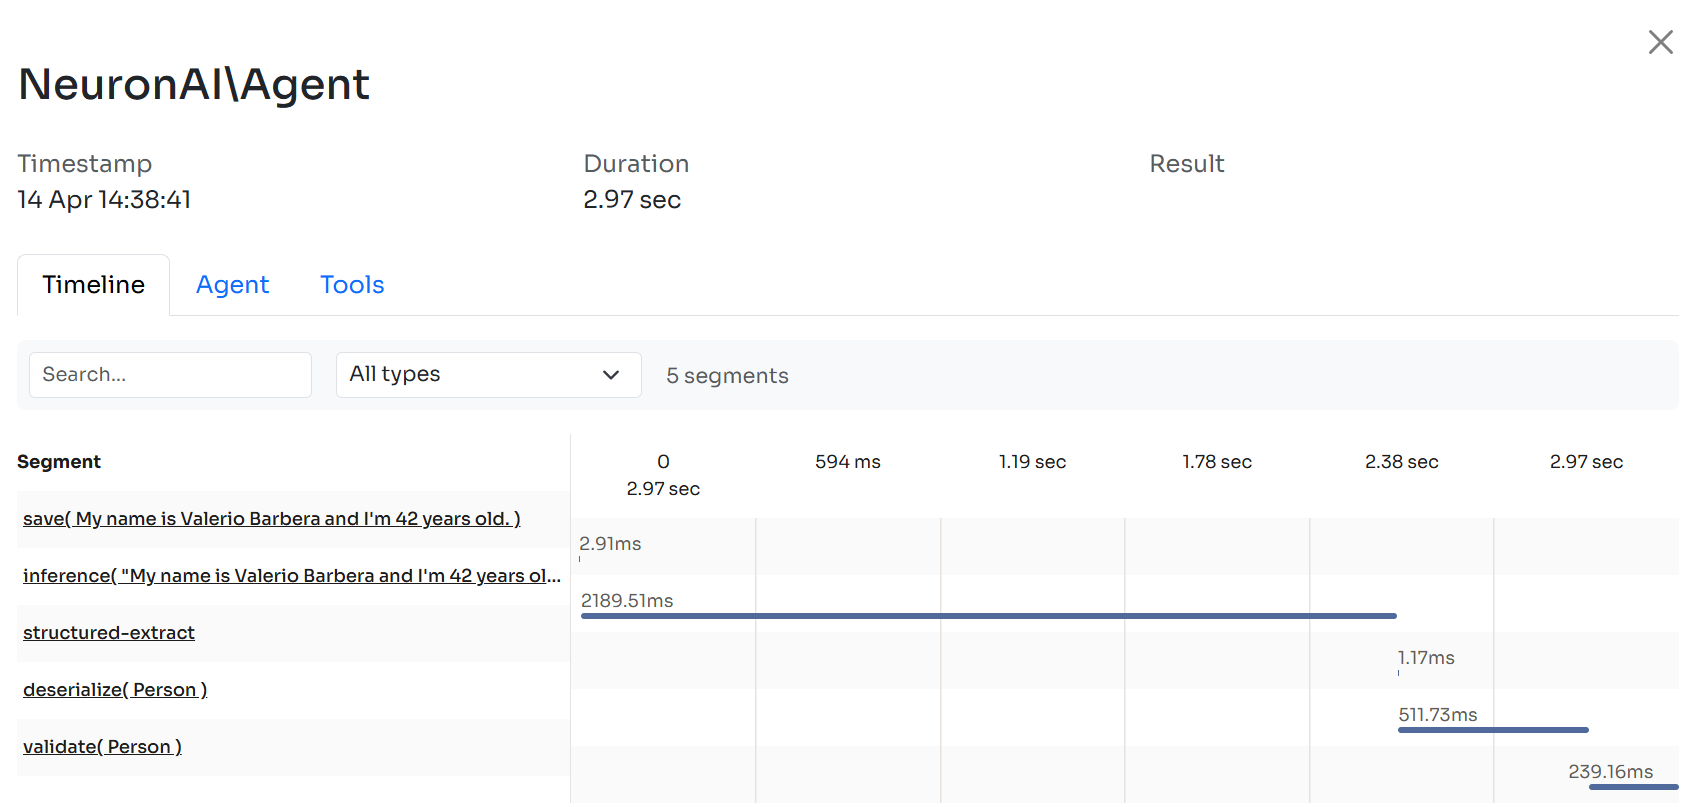 NeuronAI\Agent
Timestamp Duration Result
14 Apr 14:38:41 2.97 sec
Timeline Agent Tools
Search... All types 5 segments
Segment 0 594 ms 1.19 sec 1.78 sec 2.38 sec 2.97 sec
2.97 sec
save( My name is Valerio Barbera and I'm 42 years old. )
2.91ms
inference( "My name is Valerio Barbera and I'm 42 years ol...
2189.51ms
structured-extract
1.17ms
deserialize( Person )
511.73ms
validate( Person )
239.16ms